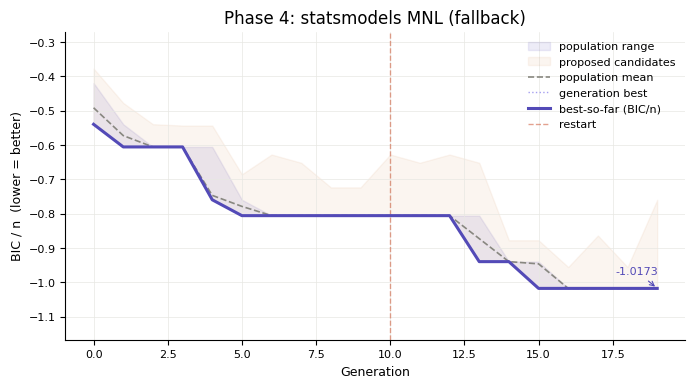 Phase 4: statsmodels MNL (fallback)
population range
proposed candidates
population mean
generation best
best-so-far (BIC/n)
restart
BIC / n  (lower = better)
−0.3
−0.4
−0.5
−0.6
−0.7
−0.8
−0.9
−1.0
−1.1
-1.0173
0.0
2.5
5.0
7.5
10.0
12.5
15.0
17.5
Generation